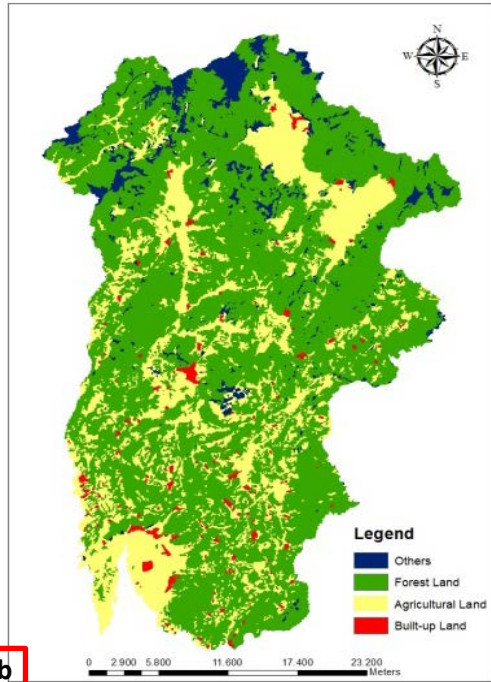 N
W E
S
Legend
Others
Forest Land
Agricultural Land
Built-up Land
b
0 2.900 5.800 11.600 17.400 23.200
Meters